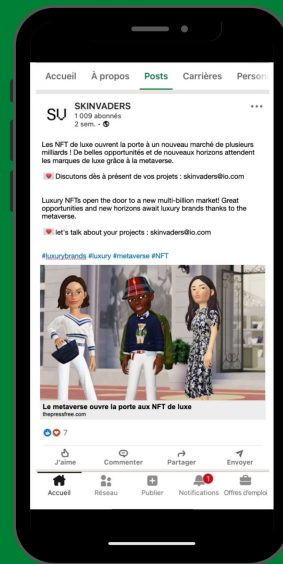 Accueil À propos Posts Carrières Person
SU SKINVADERS
1 009 abonnés
2 sem. •
Les NFT de luxe ouvrent la porte à un nouveau marché de plusieurs
milliards ! De belles opportunités et de nouveaux horizons attendent
les marques de luxe grâce à la metaverse.
Discutons dès à présent de vos projets : skinvaders@io.com
Luxury NFTs open the door to a new multi-billion market! Great
opportunities and new horizons await luxury brands thanks to the
metaverse.
let's talk about your projects : skinvaders@io.com
#luxurybrands #luxury #metaverse #NFT
Le metaverse ouvre la porte aux NFT de luxe
thepressfree.com
7
J'aime Commenter Partager Envoyer
1
Accueil Réseau Publier Notifications Offres d'emploi